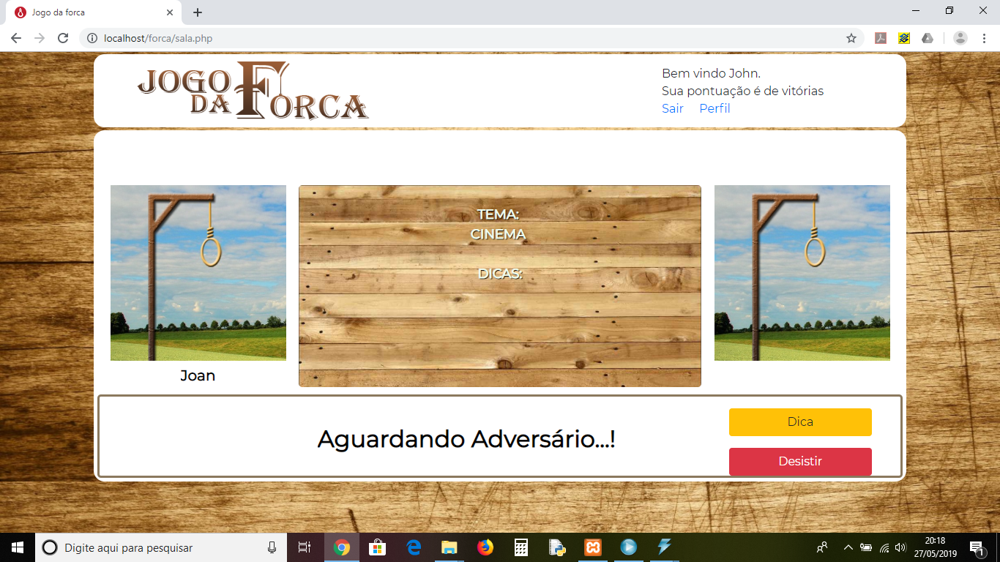 Jogo da forca
localhost/forca/sala.php
JOGO DA FORCA
Bem vindo John.
Sua pontuação é de vitórias
Sair Perfil
TEMA:
CINEMA
DICAS:
Joan
Aguardando Adversário...!
Dica
Desistir
Digite aqui para pesquisar
20:18
27/05/2019
1